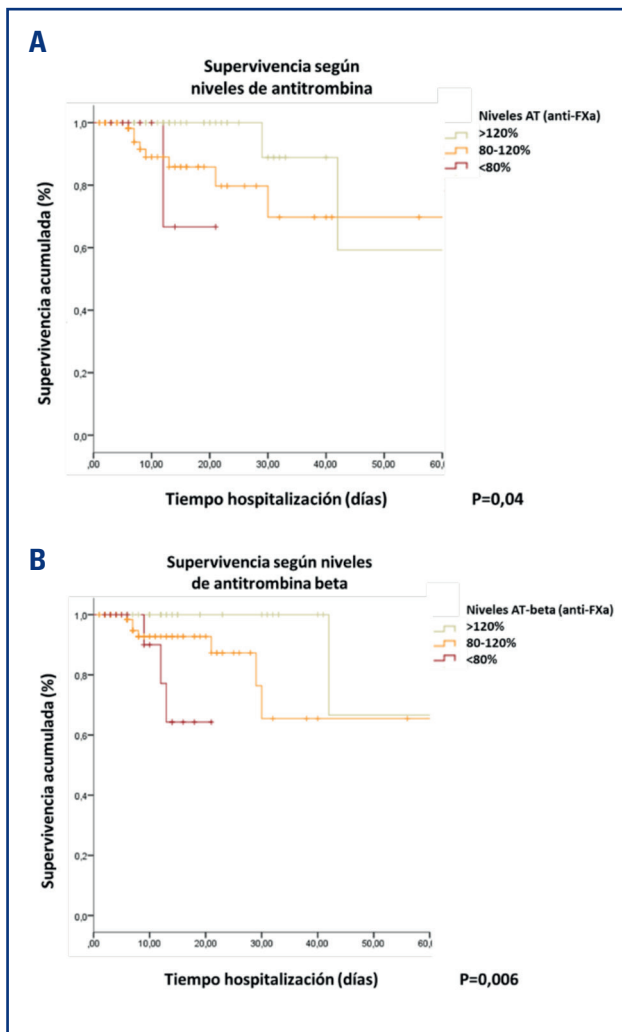 A
Supervivencia según
niveles de antitrombina
Niveles AT (anti-FXa)
>120%
80-120%
<80%
Supervivencia acumulada (%)
1,0
0,8
0,6
0,4
0,2
0,0
,00 10,00 20,00 30,00 40,00 50,00 60,0
Tiempo hospitalización (días)
P=0,04
B
Supervivencia según niveles
de antitrombina beta
Niveles AT-beta (anti-FXa)
>120%
80-120%
<80%
Supervivencia acumulada (%)
1,0
0,8
0,6
0,4
0,2
0,0
,00 10,00 20,00 30,00 40,00 50,00 60,0
Tiempo hospitalización (días)
P=0,006